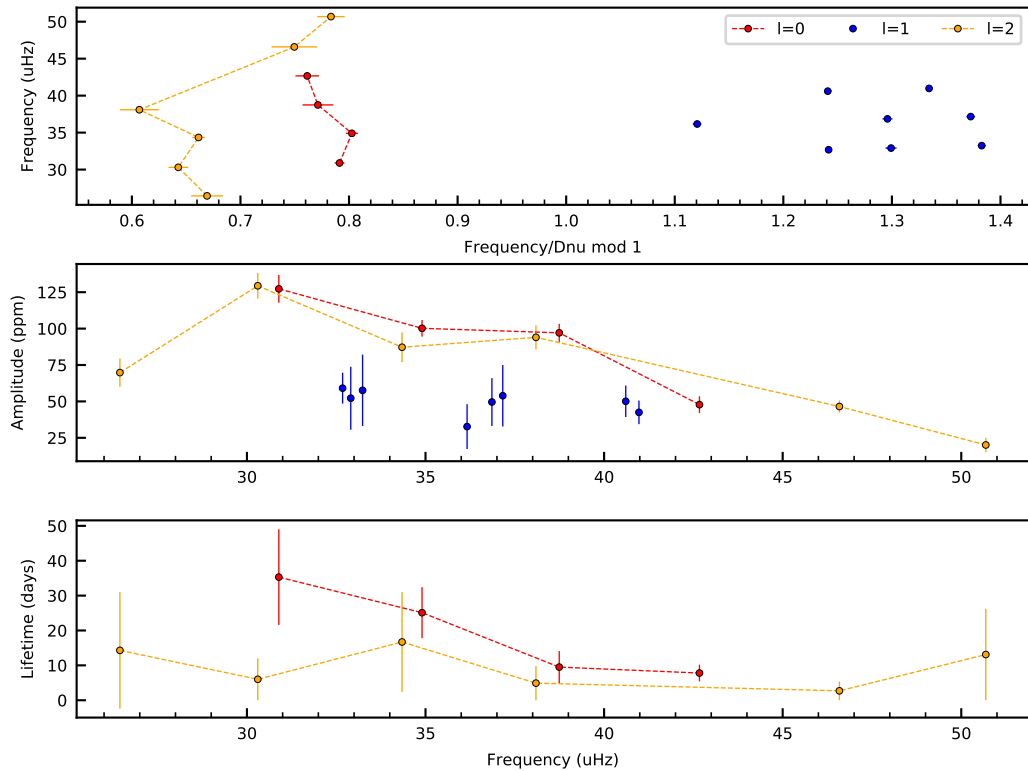 50
45
40
35
30
Frequency (uHz)
l=0 l=1 l=2
0.6 0.7 0.8 0.9 1.0 1.1 1.2 1.3 1.4
Frequency/Dnu mod 1
125
100
75
50
25
Amplitude (ppm)
30 35 40 45 50
50
40
30
20
10
0
Lifetime (days)
30 35 40 45 50
Frequency (uHz)